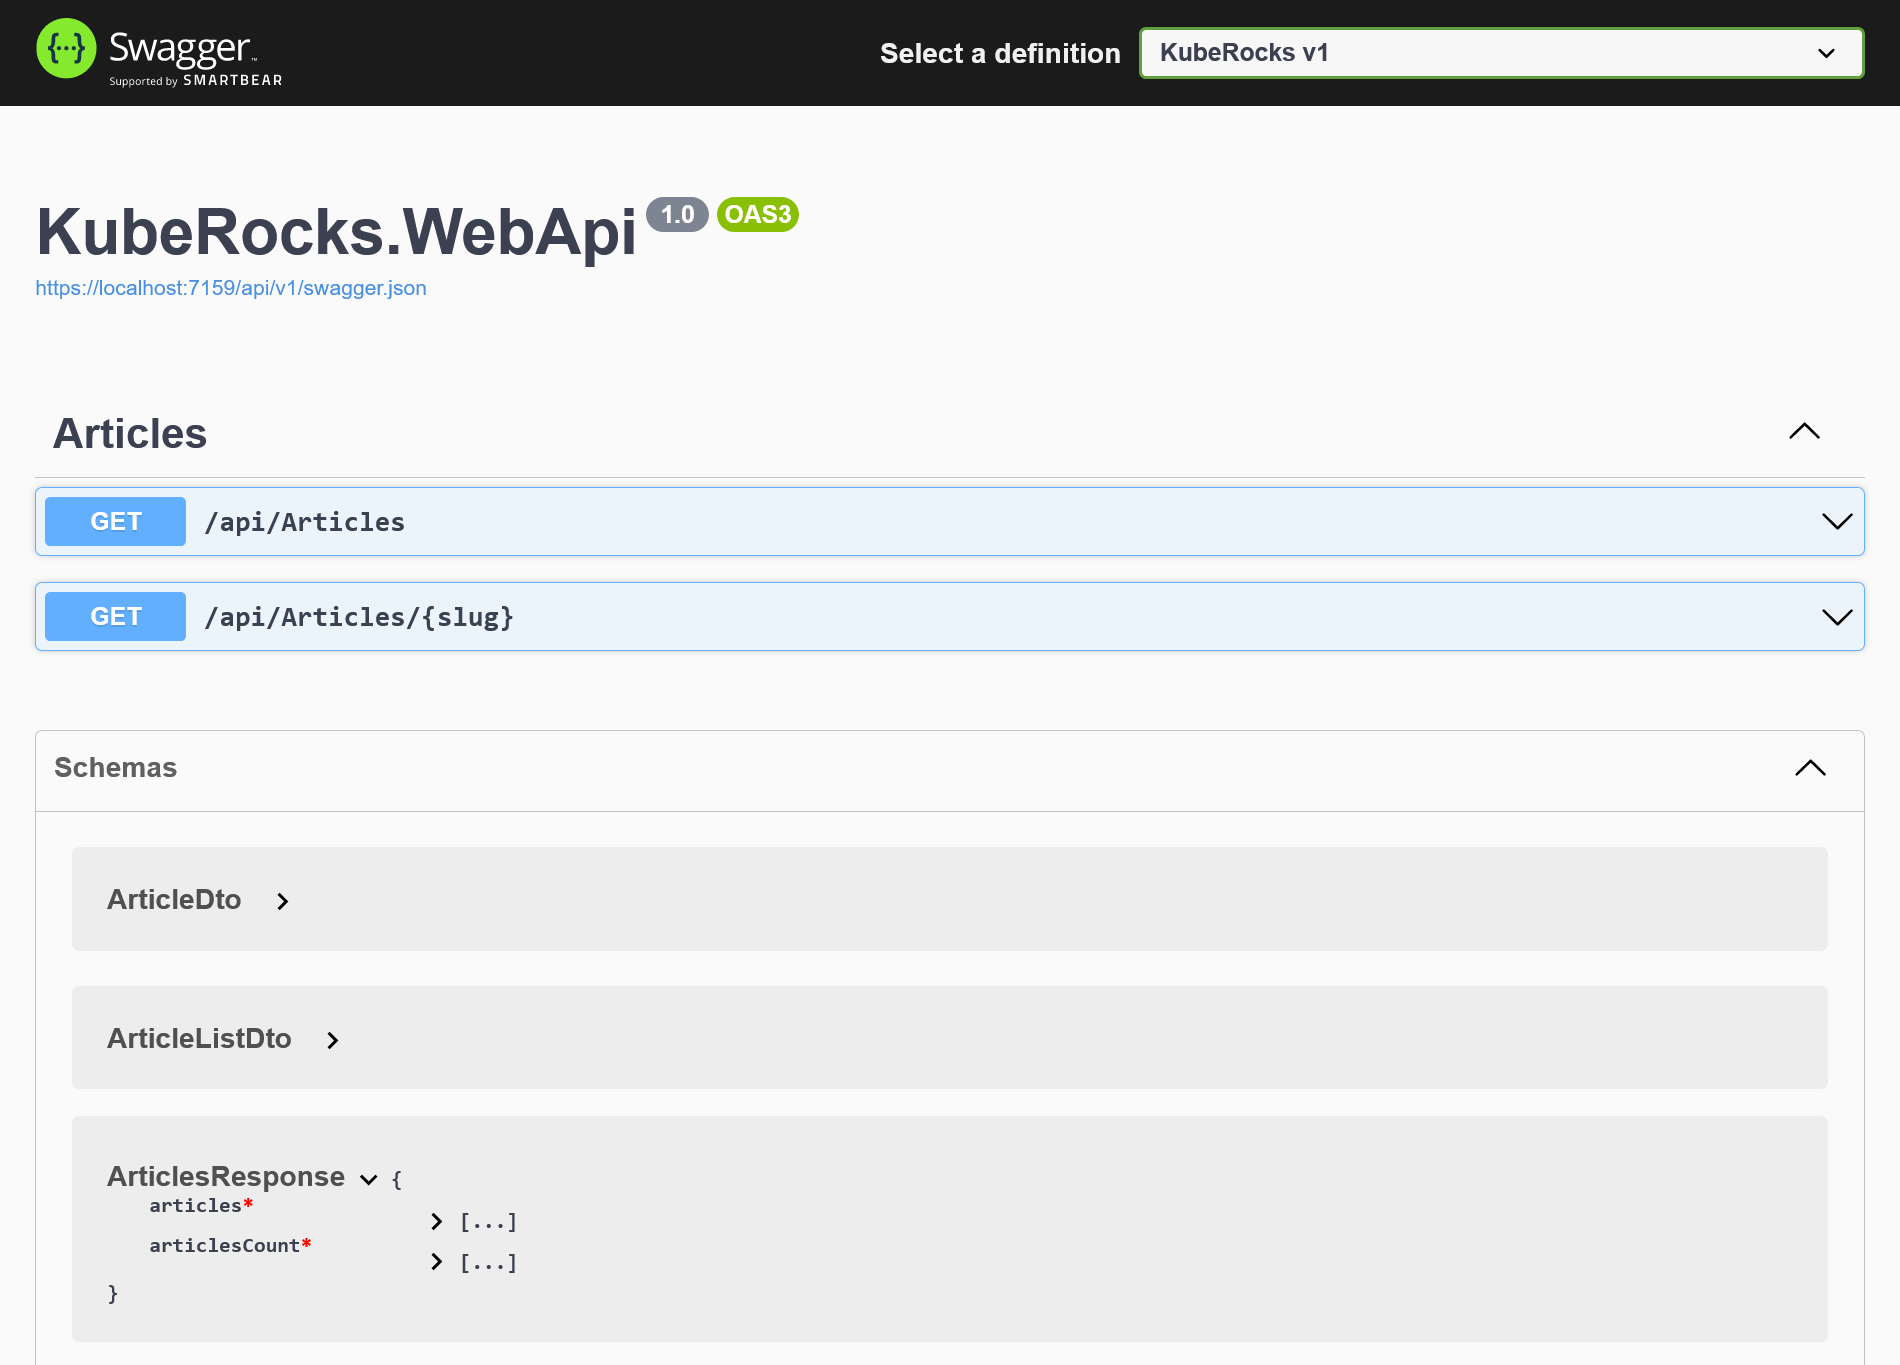 {···} Swagger™
Supported by SMARTBEAR
Select a definition
KubeRocks v1
KubeRocks.WebApi 1.0 OAS3
https://localhost:7159/api/v1/swagger.json
Articles
GET /api/Articles
GET /api/Articles/{slug}
Schemas
ArticleDto
ArticleListDto
ArticlesResponse {
articles*
[...]
articlesCount*
[...]
}